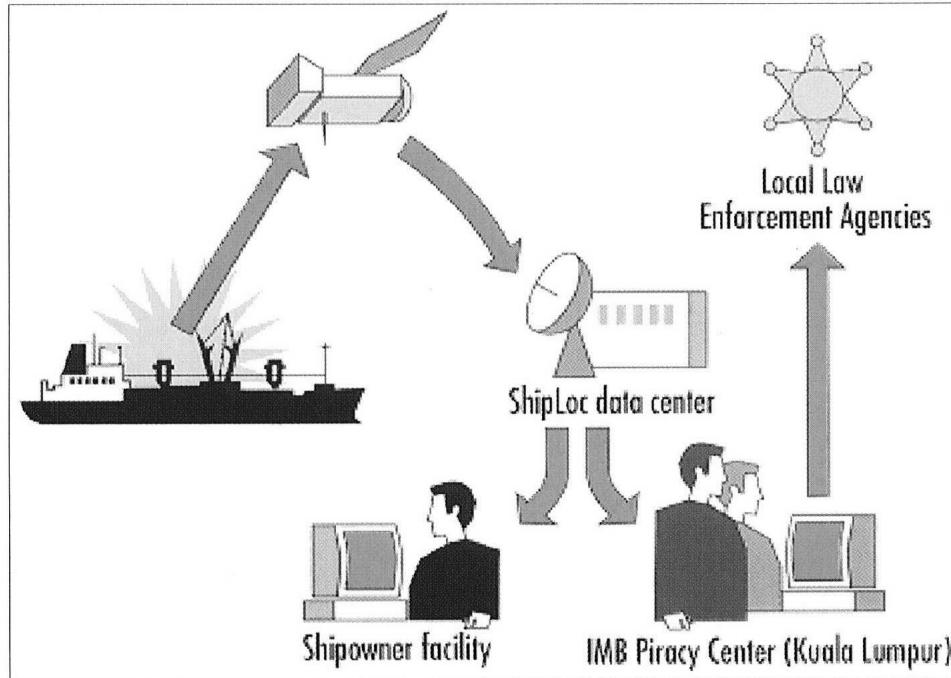 Local Law
Enforcement Agencies
ShipLoc data center
Shipowner facility
IMB Piracy Center (Kuala Lumpur)